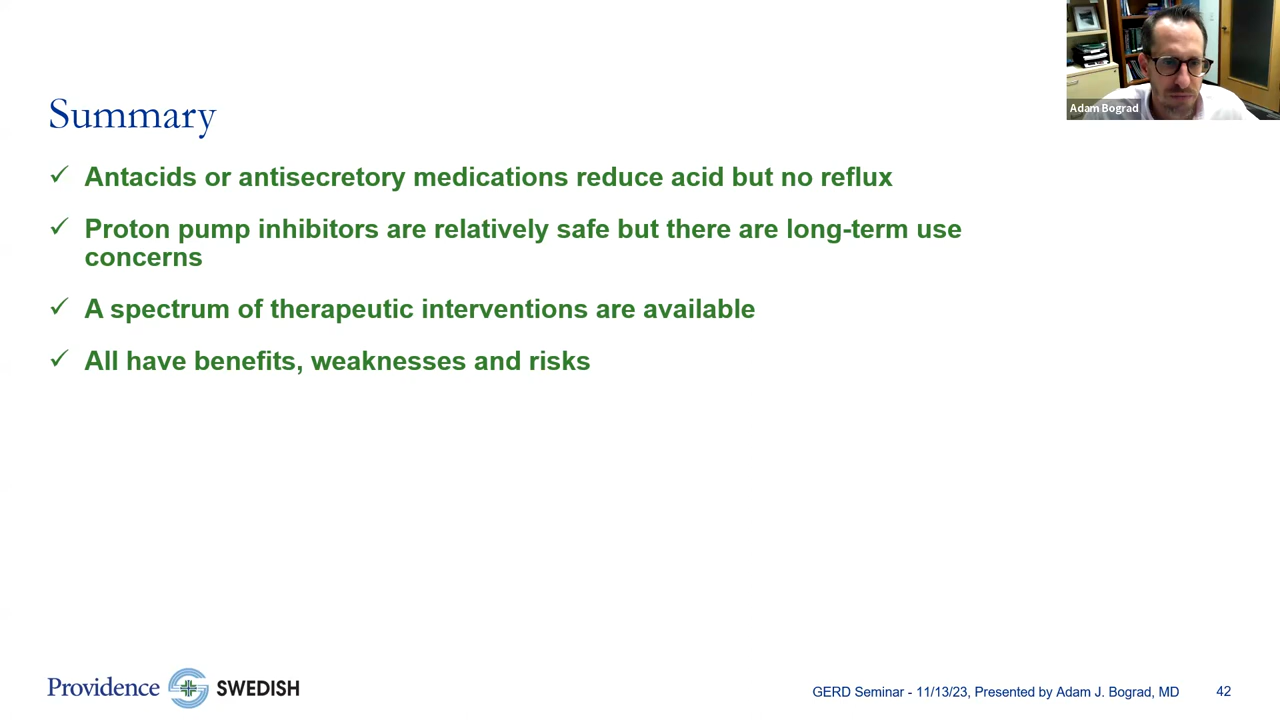 Adam Bograd
Summary
✓ Antacids or antisecretory medications reduce acid but no reflux
✓ Proton pump inhibitors are relatively safe but there are long-term use
concerns
✓ A spectrum of therapeutic interventions are available
✓ All have benefits, weaknesses and risks
Providence SWEDISH
GERD Seminar - 11/13/23, Presented by Adam J. Bograd, MD 42